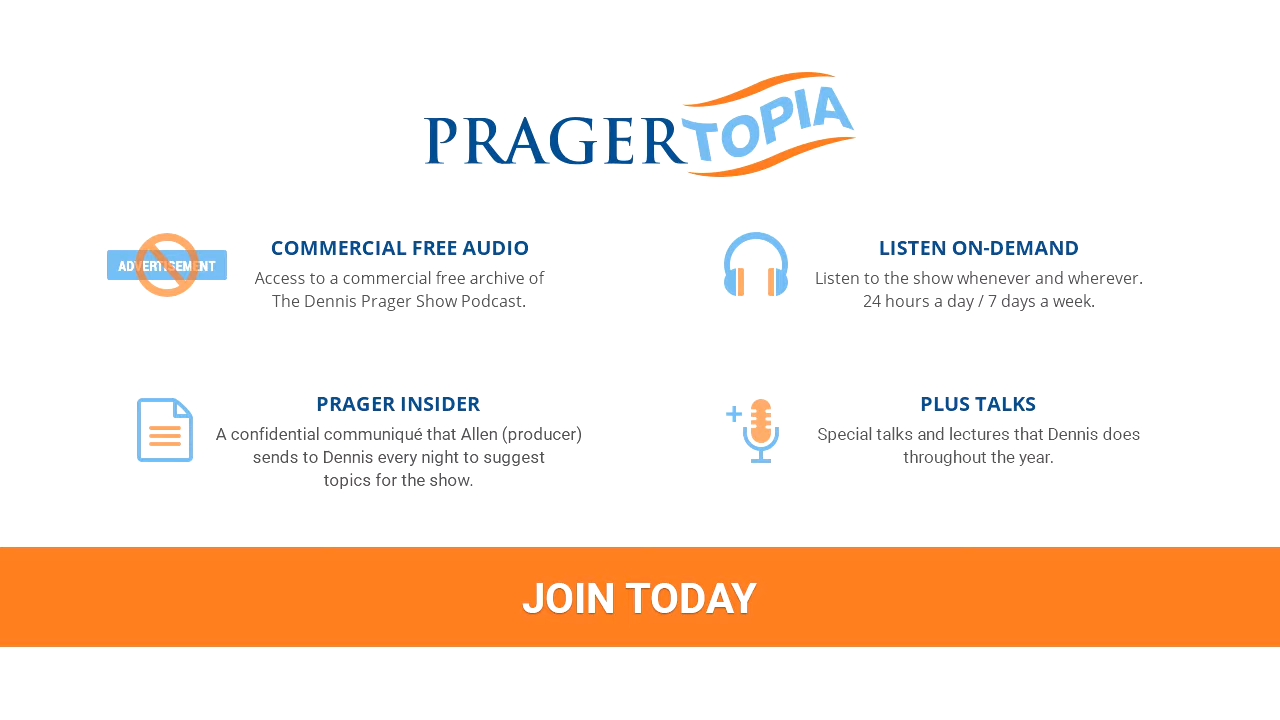 PRAGERTOPIA
ADVERTISEMENT
COMMERCIAL FREE AUDIO
Access to a commercial free archive of
The Dennis Prager Show Podcast.
LISTEN ON-DEMAND
Listen to the show whenever and wherever.
24 hours a day / 7 days a week.
PRAGER INSIDER
A confidential communiqué that Allen (producer)
sends to Dennis every night to suggest
topics for the show.
PLUS TALKS
Special talks and lectures that Dennis does
throughout the year.
JOIN TODAY